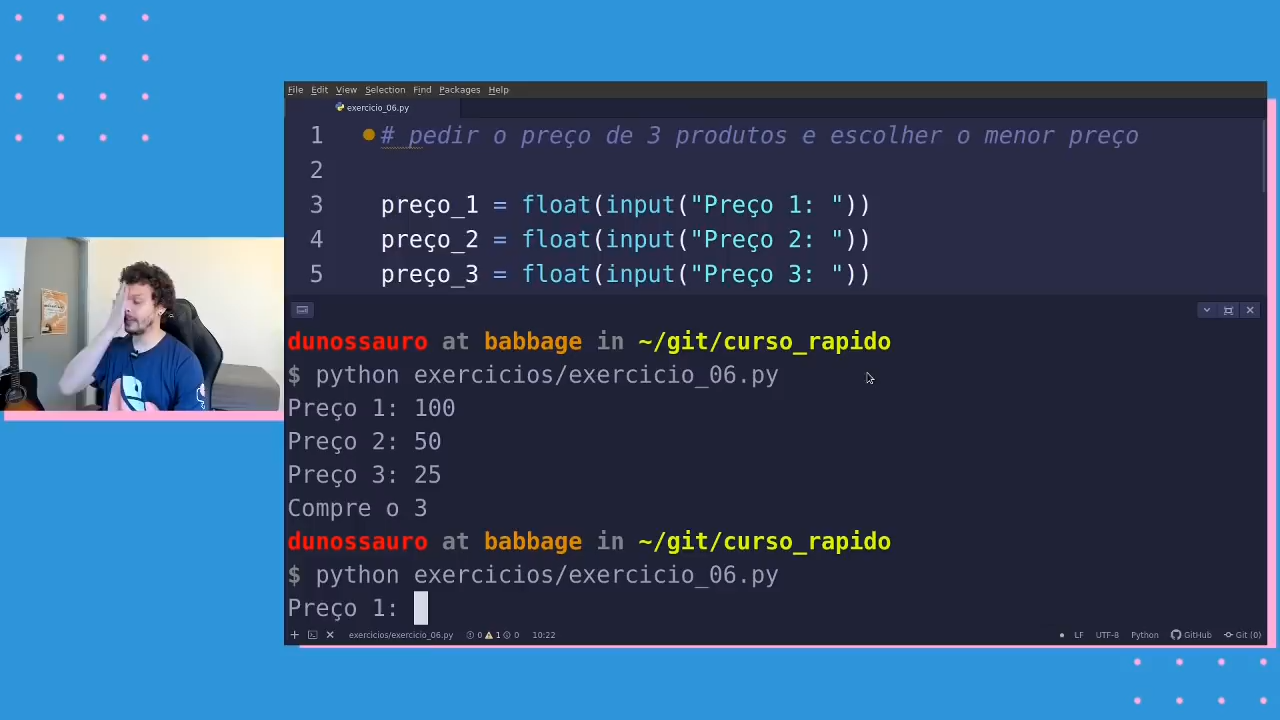 File Edit View Selection Find Packages Help
exercicio_06.py
1 # pedir o preço de 3 produtos e escolher o menor preço
2
3 preço_1 = float(input("Preço 1: "))
4 preço_2 = float(input("Preço 2: "))
5 preço_3 = float(input("Preço 3: "))
dunossauro at babbage in ~/git/curso_rapido
$ python exercicios/exercicio_06.py
Preço 1: 100
Preço 2: 50
Preço 3: 25
Compre o 3
dunossauro at babbage in ~/git/curso_rapido
$ python exercicios/exercicio_06.py
Preço 1:
exercicios/exercicio_06.py 0 1 0 10:22 LF UTF-8 Python GitHub Git (0)